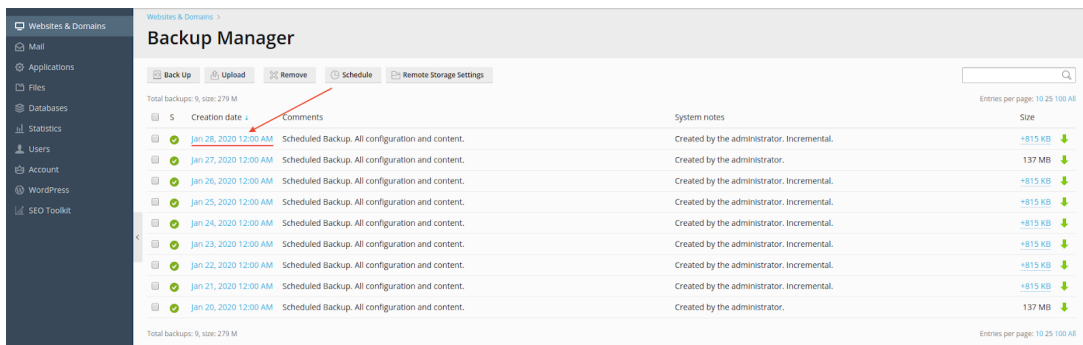 Websites & Domains
Mail
Applications
Files
Databases
Statistics
Users
Account
WordPress
SEO Toolkit
Websites & Domains >
Backup Manager
Back Up Upload Remove Schedule Remote Storage Settings
Total backups: 9, size: 279 M Entries per page: 10 25 100 All
S Creation date ↓ Comments System notes Size
Jan 28, 2020 12:00 AM Scheduled Backup. All configuration and content. Created by the administrator. Incremental. +815 KB
Jan 27, 2020 12:00 AM Scheduled Backup. All configuration and content. Created by the administrator. 137 MB
Jan 26, 2020 12:00 AM Scheduled Backup. All configuration and content. Created by the administrator. Incremental. +815 KB
Jan 25, 2020 12:00 AM Scheduled Backup. All configuration and content. Created by the administrator. Incremental. +815 KB
Jan 24, 2020 12:00 AM Scheduled Backup. All configuration and content. Created by the administrator. Incremental. +815 KB
Jan 23, 2020 12:00 AM Scheduled Backup. All configuration and content. Created by the administrator. Incremental. +815 KB
Jan 22, 2020 12:00 AM Scheduled Backup. All configuration and content. Created by the administrator. Incremental. +815 KB
Jan 21, 2020 12:00 AM Scheduled Backup. All configuration and content. Created by the administrator. Incremental. +815 KB
Jan 20, 2020 12:00 AM Scheduled Backup. All configuration and content. Created by the administrator. 137 MB
Total backups: 9, size: 279 M Entries per page: 10 25 100 All